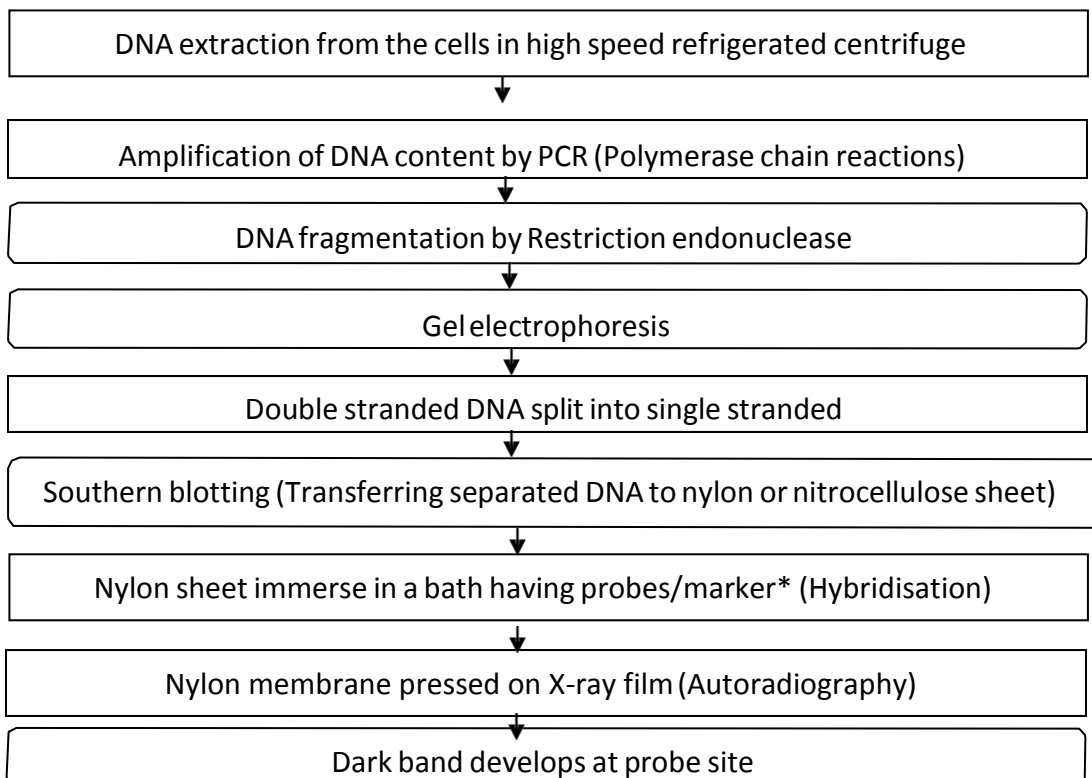 DNA extraction from the cells in high speed refrigerated centrifuge
Amplification of DNA content by PCR (Polymerase chain reactions)
DNA fragmentation by Restriction endonuclease
Gel electrophoresis
Double stranded DNA split into single stranded
Southern blotting (Transferring separated DNA to nylon or nitrocellulose sheet)
Nylon sheet immerse in a bath having probes/marker* (Hybridisation)
Nylon membrane pressed on X-ray film (Autoradiography)
Dark band develops at probe site